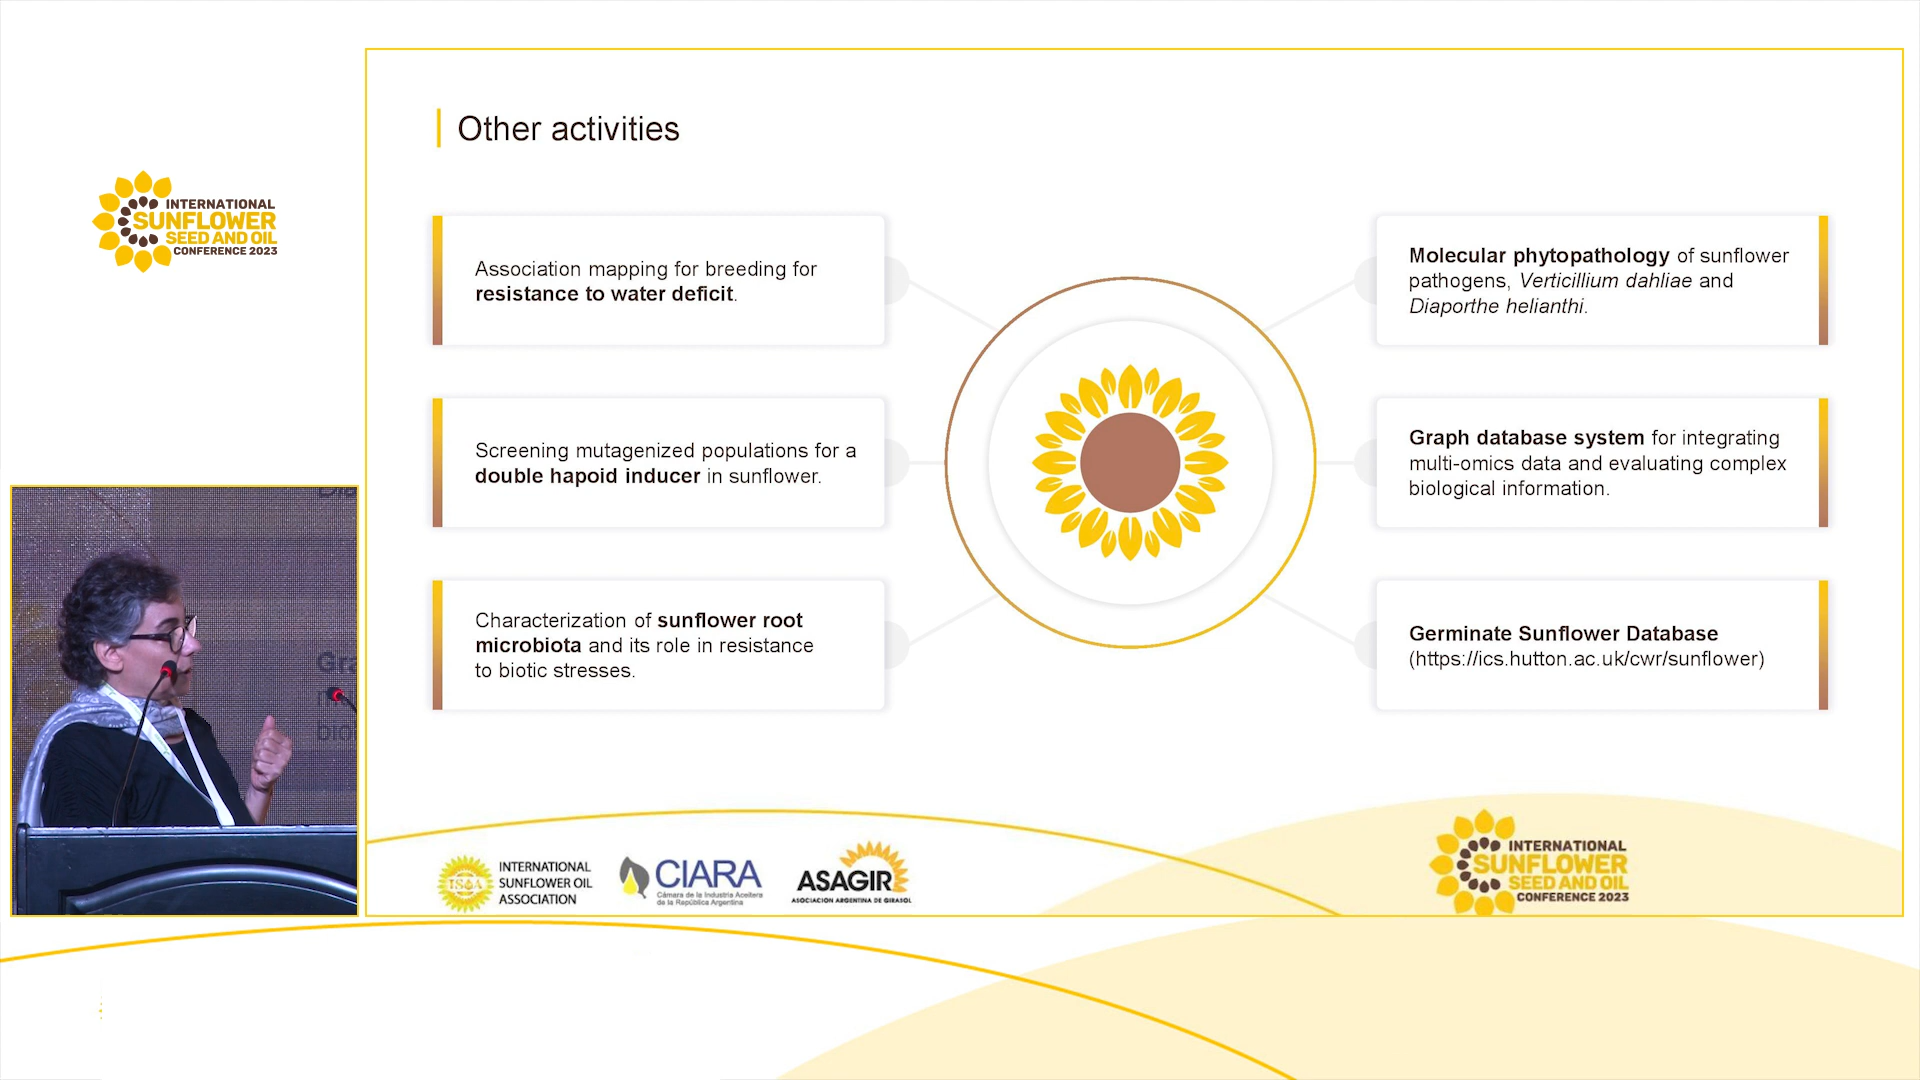 INTERNATIONAL
SUNFLOWER
SEED AND OIL
CONFERENCE 2023
Other activities
Association mapping for breeding for
resistance to water deficit.
Screening mutagenized populations for a
double hapoid inducer in sunflower.
Characterization of sunflower root
microbiota and its role in resistance
to biotic stresses.
Molecular phytopathology of sunflower
pathogens, Verticillium dahliae and
Diaporthe helianthi.
Graph database system for integrating
multi-omics data and evaluating complex
biological information.
Germinate Sunflower Database
(https://ics.hutton.ac.uk/cwr/sunflower)
Gra
bio
ISOA
INTERNATIONAL
SUNFLOWER OIL
ASSOCIATION
CIARA
Cámara de la Industria Aceitera
de la República Argentina
ASAGIR
ASOCIACIÓN ARGENTINA DE GIRASOL
INTERNATIONAL
SUNFLOWER
SEED AND OIL
CONFERENCE 2023